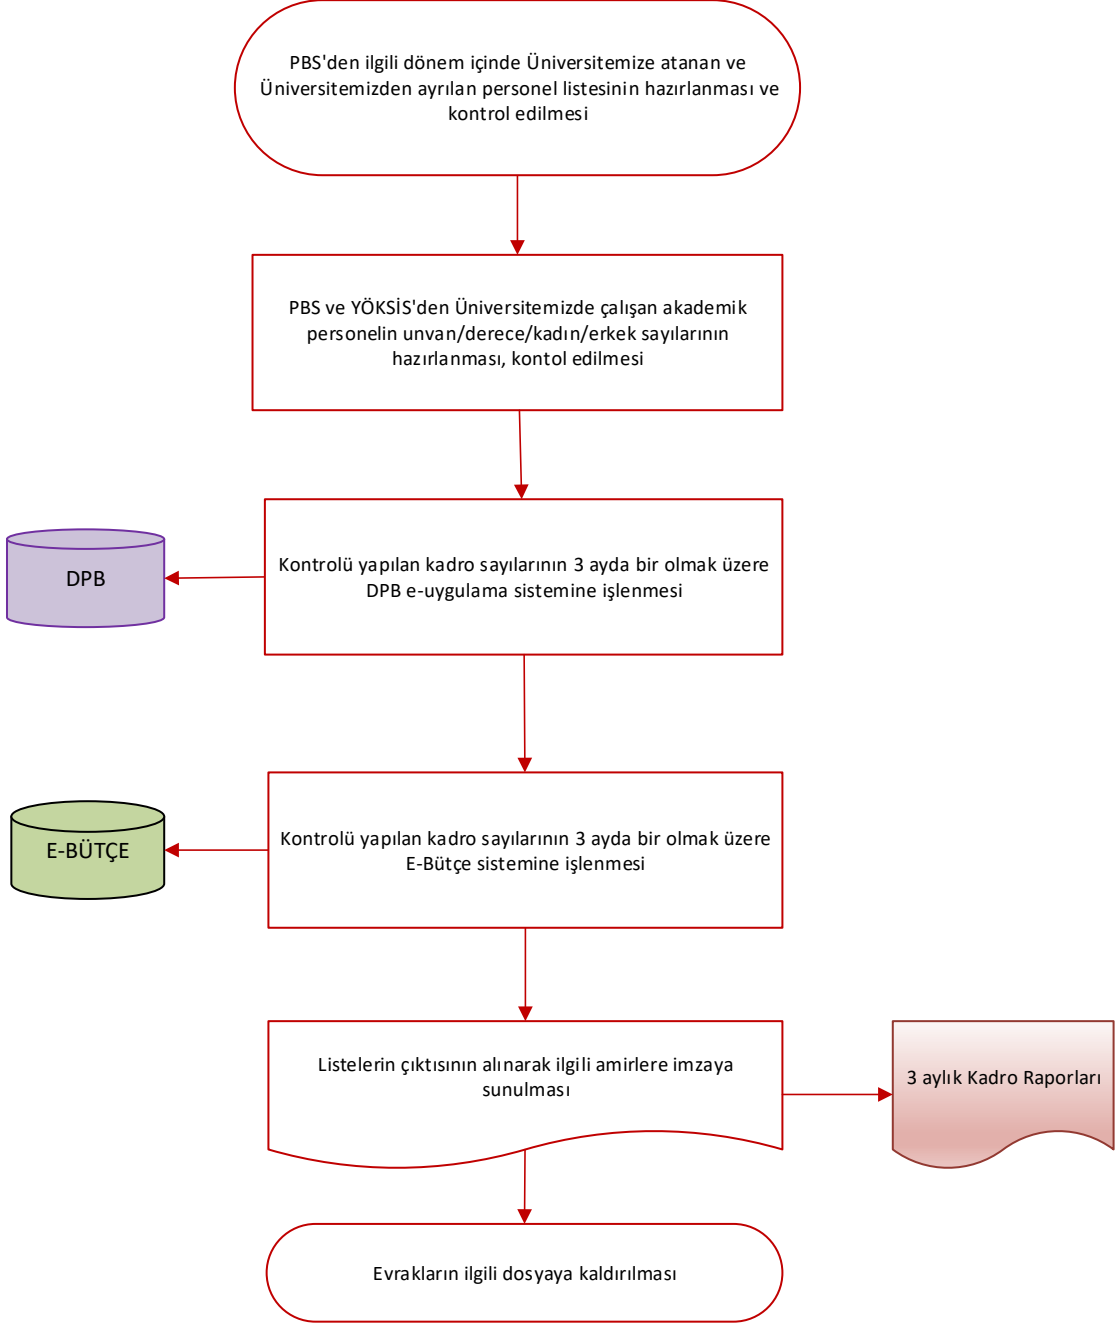 PBS'den ilgili dönem içinde Üniversitemize atanan ve
Üniversitemizden ayrılan personel listesinin hazırlanması ve
kontrol edilmesi
PBS ve YÖKSİS'den Üniversitemizde çalışan akademik
personelin unvan/derece/kadın/erkek sayılarının
hazırlanması, kontol edilmesi
Kontrolü yapılan kadro sayılarının 3 ayda bir olmak üzere
DPB e-uygulama sistemine işlenmesi
DPB
Kontrolü yapılan kadro sayılarının 3 ayda bir olmak üzere
E-Bütçe sistemine işlenmesi
E-BÜTÇE
Listelerin çıktısının alınarak ilgili amirlere imzaya
sunulması
3 aylık Kadro Raporları
Evrakların ilgili dosyaya kaldırılması